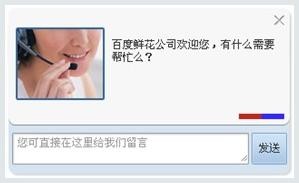 百度鲜花公司欢迎您，有什么需要
帮忙么？
您可直接在这里给我们留言
发送